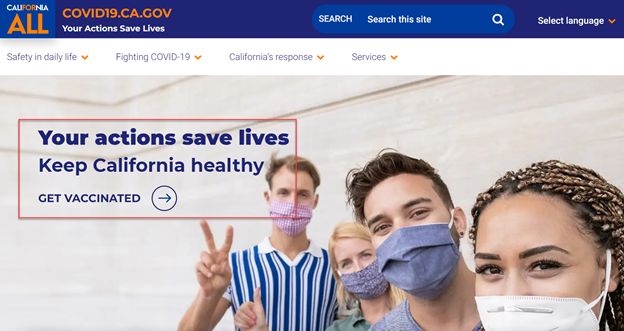 CALIFORNIA
ALL
COVID19.CA.GOV
Your Actions Save Lives
SEARCH Search this site
Select language
Safety in daily life Fighting COVID-19 California's response Services
Your actions save lives
Keep California healthy
GET VACCINATED